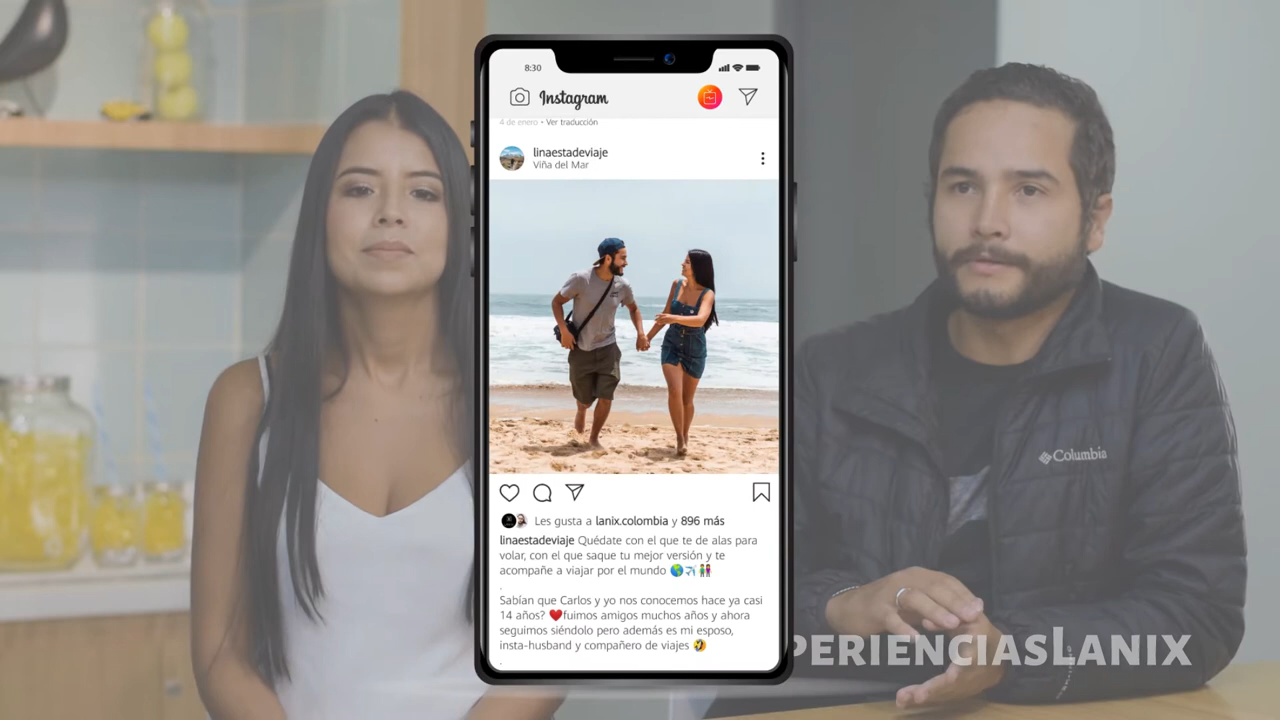 8:30
Instagram
4 de enero • Ver traducción
linaestadeviaje
Viña del Mar
Les gusta a lanix.colombia y 896 más
linaestadeviaje Quédate con el que te de alas para
volar, con el que saque tu mejor versión y te
acompañe a viajar por el mundo 🌎✈️👫
.
Sabían que Carlos y yo nos conocemos hace ya casi
14 años? ❤️fuimos amigos muchos años y ahora
seguimos siéndolo pero además es mi esposo,
insta-husband y compañero de viajes 🤣
.
Columbia
PERIENCIASLANIX